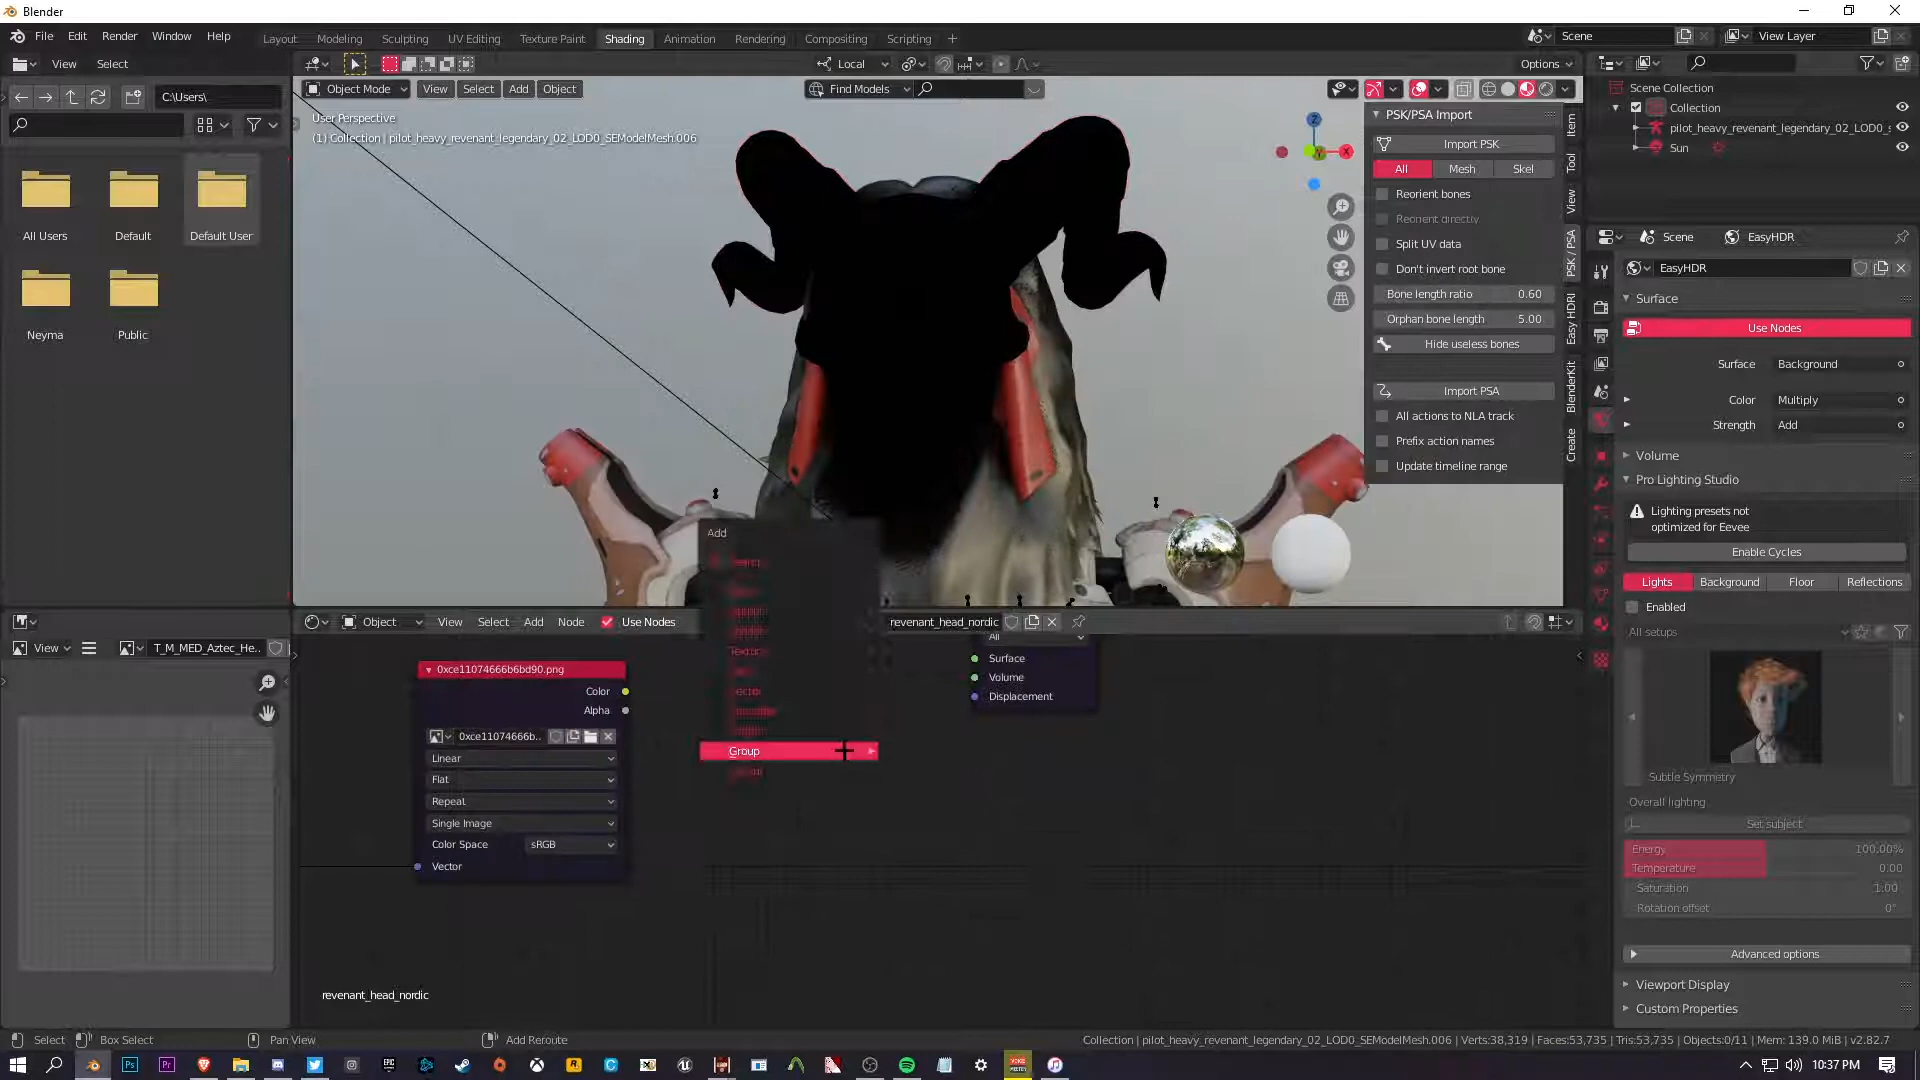 Blender
File Edit Render Window Help
Layout Modeling Sculpting UV Editing Texture Paint Shading Animation Rendering Compositing Scripting
Scene
View Layer
View Select
Local
Options
C:\Users\
Object Mode View Select Add Object
Find Models
User Perspective
(1) Collection | pilot_heavy_revenant_legendary_02_LOD0_SEModelMesh.006
All Users
Default
Default User
Neyma
Public
Z
X
PSK/PSA Import
Import PSK
All Mesh Skel
Reorient bones
Reorient directly
Split UV data
Don't invert root bone
Bone length ratio 0.60
Orphan bone length 5.00
Hide useless bones
Import PSA
All actions to NLA track
Prefix action names
Update timeline range
Item
Tool
View
PSK / PSA
Easy HDRI
BlenderKit
Create
Scene Collection
Collection
pilot_heavy_revenant_legendary_02_LOD0_s
Sun
Scene EasyHDR
EasyHDR
Surface
Use Nodes
Surface Background
Color Multiply
Strength Add
Volume
Pro Lighting Studio
Lighting presets not
optimized for Eevee
Enable Cycles
Lights Background Floor Reflections
Enabled
All setups
Subtle Symmetry
Overall lighting
Set subject
Energy 100.00%
Temperature 0.00
Saturation 1.00
Rotation offset 0°
Advanced options
Viewport Display
Custom Properties
Add
Group
Object View Select Add Node Use Nodes
revenant_head_nordic
View
T_M_MED_Aztec_He..
0xce11074666b6bd90.png
Color
Alpha
0xce11074666b..
Linear
Flat
Repeat
Single Image
Color Space sRGB
Vector
All
Surface
Volume
Displacement
revenant_head_nordic
Select Box Select Pan View Add Reroute
Collection | pilot_heavy_revenant_legendary_02_LOD0_SEModelMesh.006 | Verts:38,319 | Faces:53,735 | Tris:53,735 | Objects:0/11 | Mem: 139.0 MiB | v2.82.7
10:37 PM